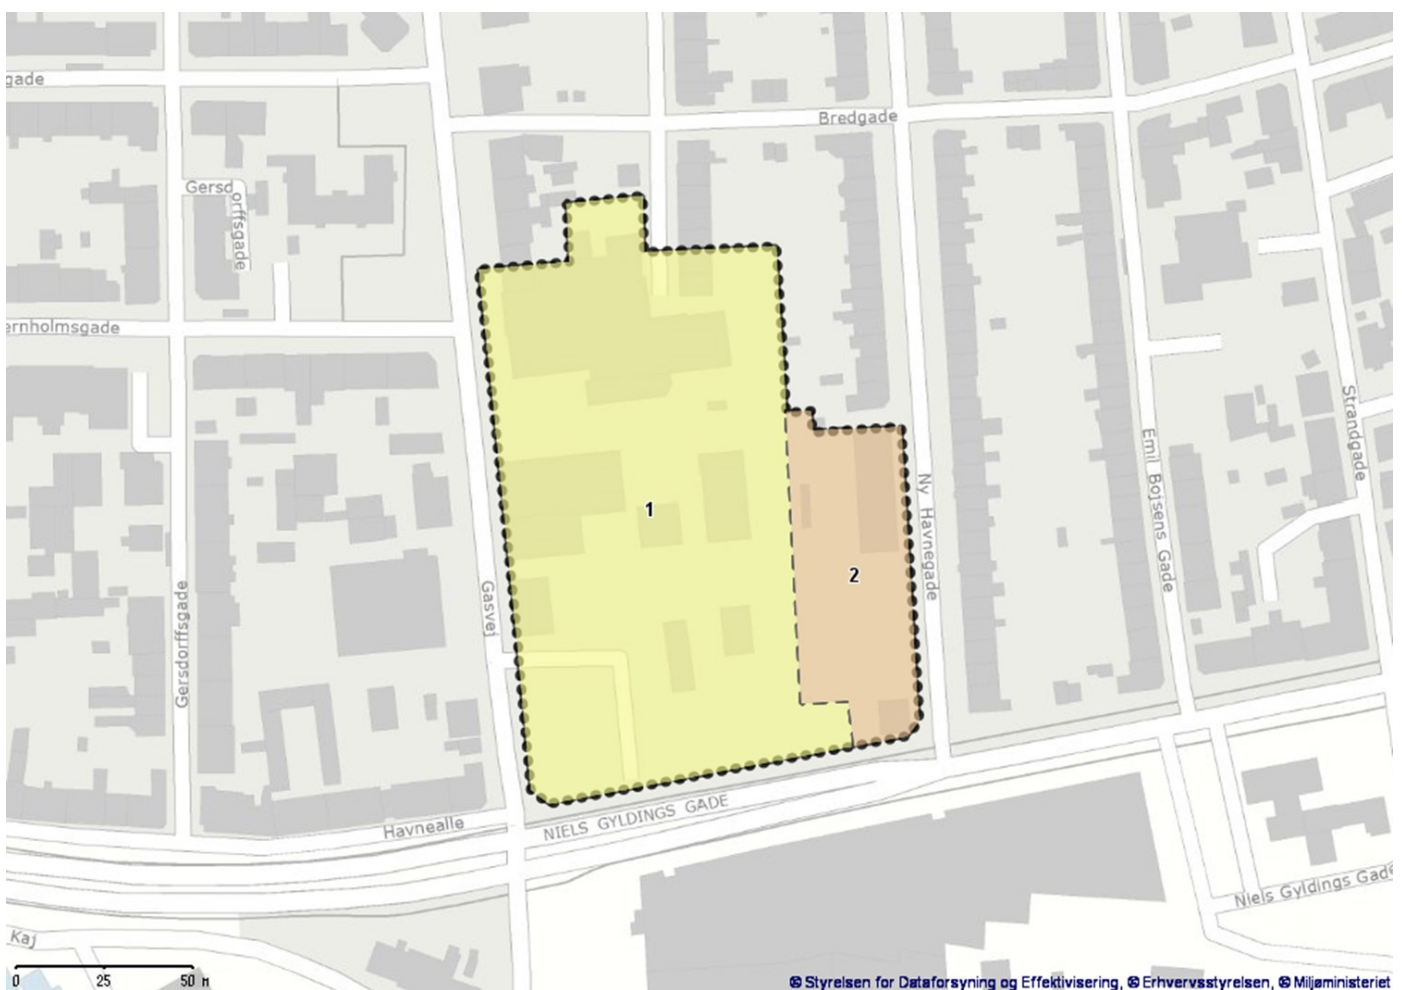 gade
Bredgade
Gersd
orffsgade
ernholmsgade
Strandgade
Emil Bojsens Gade
Ny Havnegade
1
2
Gasvej
Gersdorffsgade
NIELS GYLDINGS GADE
Havnealle
Niels Gyldings Gade
Kaj
0 25 50 M
© Styrelsen for Dataforsyning og Effektivisering, © Erhvervsstyrelsen, © Miljøministeriet